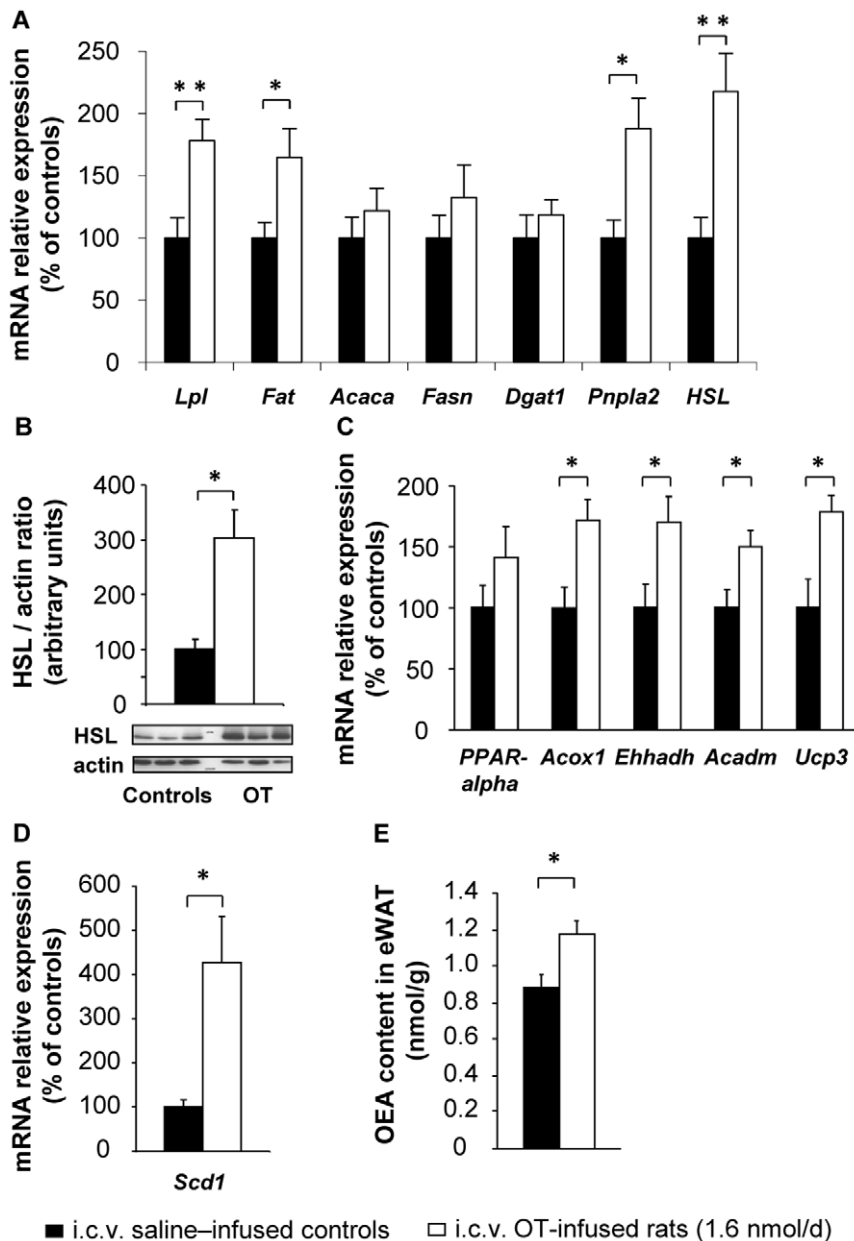 A
mRNA relative expression
(% of controls)
250
200
150
100
50
0
* *
*
*
* *
Lpl Fat Acaca Fasn Dgat1 Pnpla2 HSL
B
HSL / actin ratio
(arbitrary units)
400
300
200
100
0
*
HSL
actin
Controls OT
C
mRNA relative expression
(% of controls)
200
150
100
50
0
* * * *
PPAR-
alpha
Acox1 Ehhadh Acadm Ucp3
D
mRNA relative expression
(% of controls)
600
500
400
300
200
100
0
*
Scd1
E
OEA content in eWAT
(nmol/g)
1.4
1.2
1.0
0.8
0.6
0.4
0.2
0
*
i.c.v. saline–infused controls i.c.v. OT-infused rats (1.6 nmol/d)